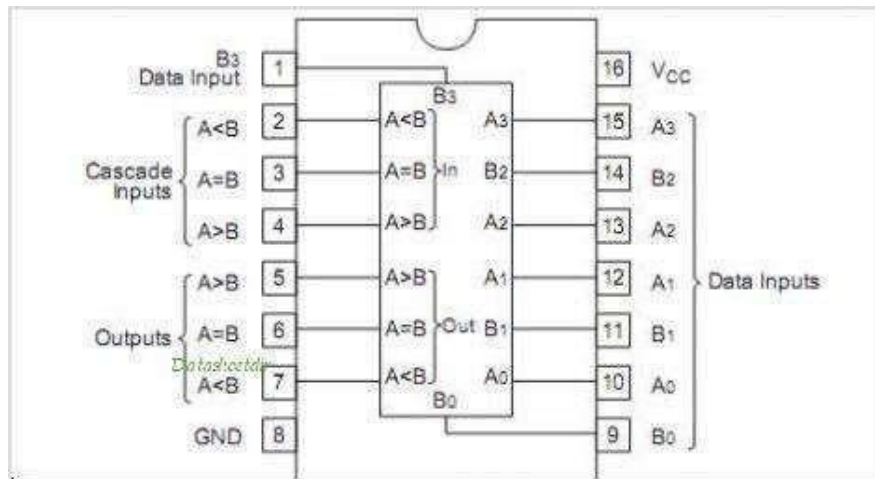 B3
Data Input
1
16
VCC
B3
A<B
2
A<B
A3
15
A3
Cascade
Inputs
A=B
3
A=B
In
B2
14
B2
A>B
4
A>B
A2
13
A2
A>B
5
A>B
A1
12
A1
Data Inputs
Outputs
A=B
6
A=B
Out
B1
11
B1
A<B
7
A<B
A0
10
A0
B0
GND
8
9
B0